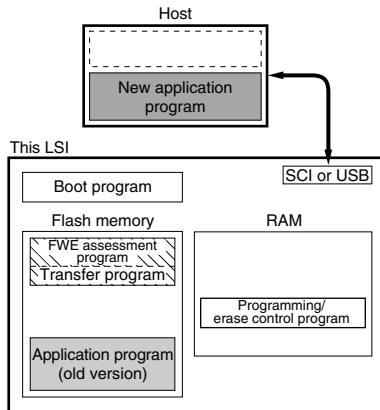 Host
New application
program
This LSI
SCI or USB
Boot program
Flash memory
RAM
FWE assessment
program
Transfer program
Programming/
erase control program
Application program
(old version)